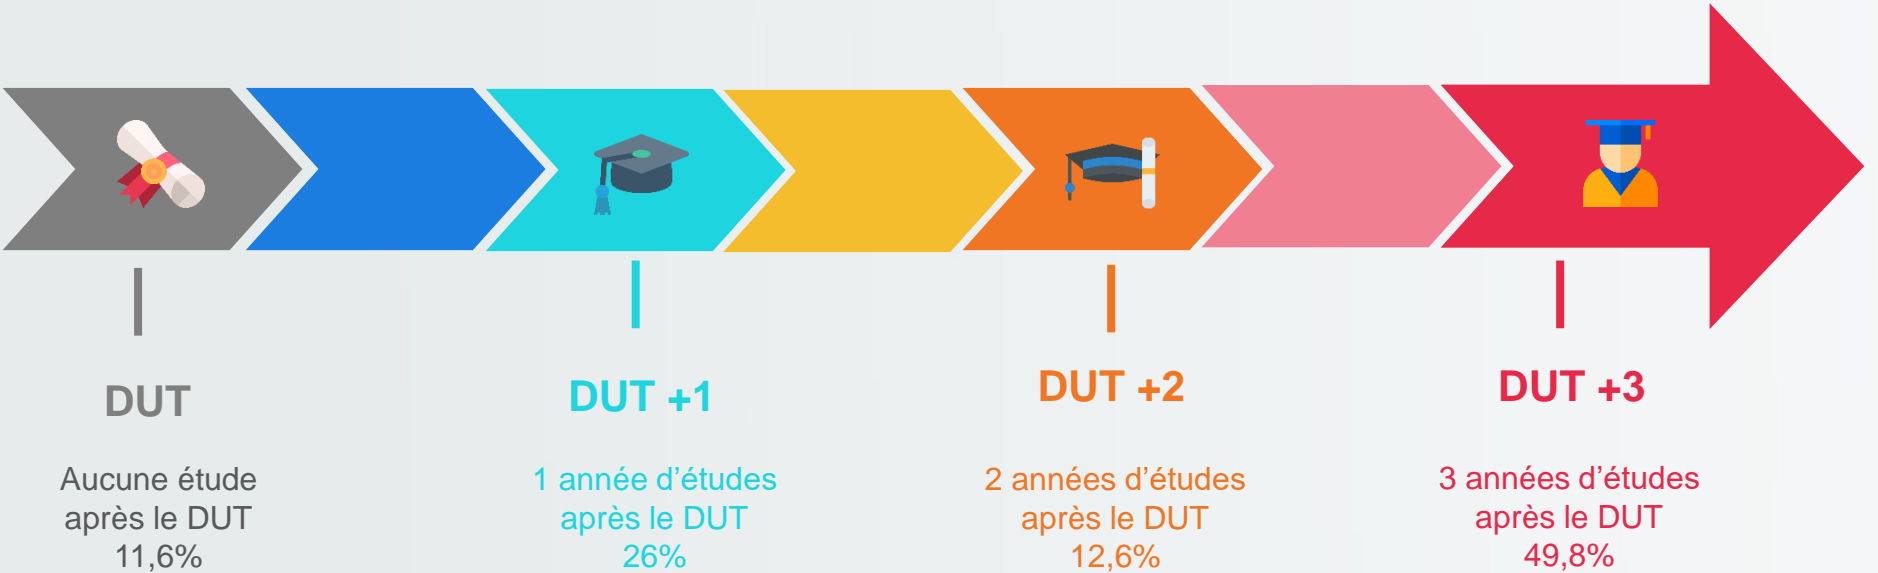 DUT
Aucune étude
après le DUT
11,6%
DUT +1
1 année d’études
après le DUT
26%
DUT +2
2 années d’études
après le DUT
12,6%
DUT +3
3 années d’études
après le DUT
49,8%